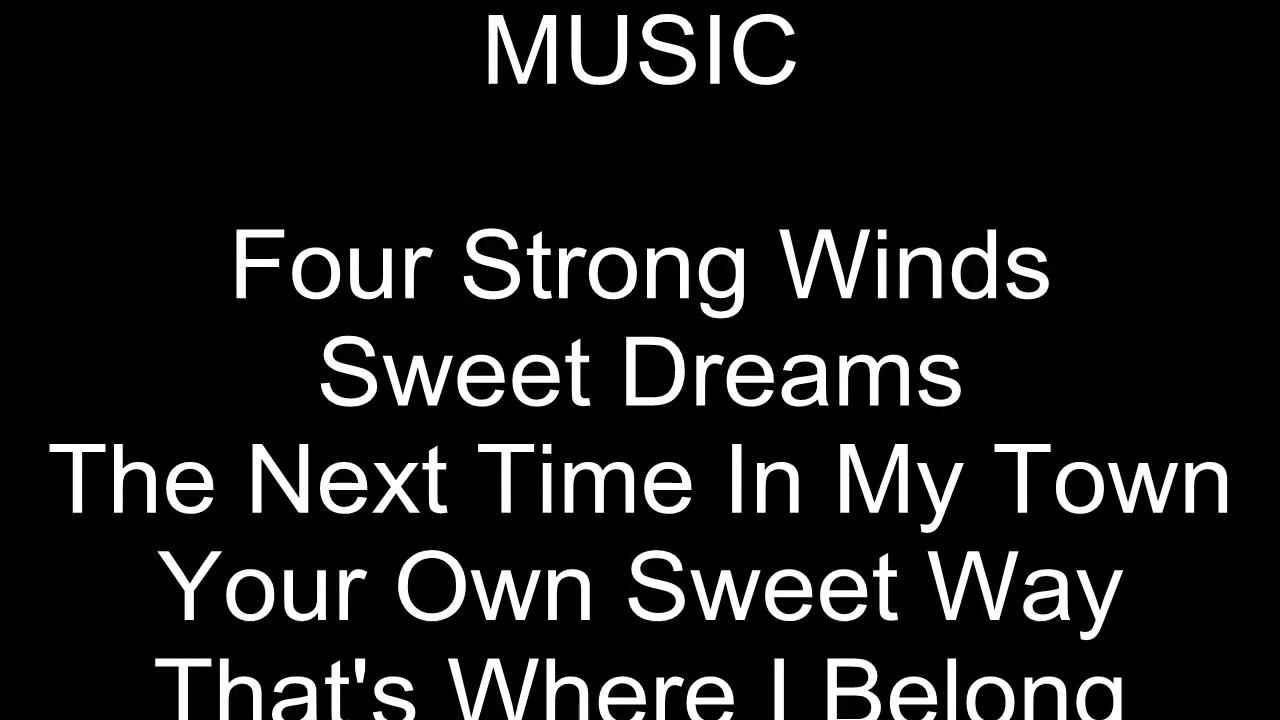 MUSIC
Four Strong Winds
Sweet Dreams
The Next Time In My Town
Your Own Sweet Way
That's Where I Belong